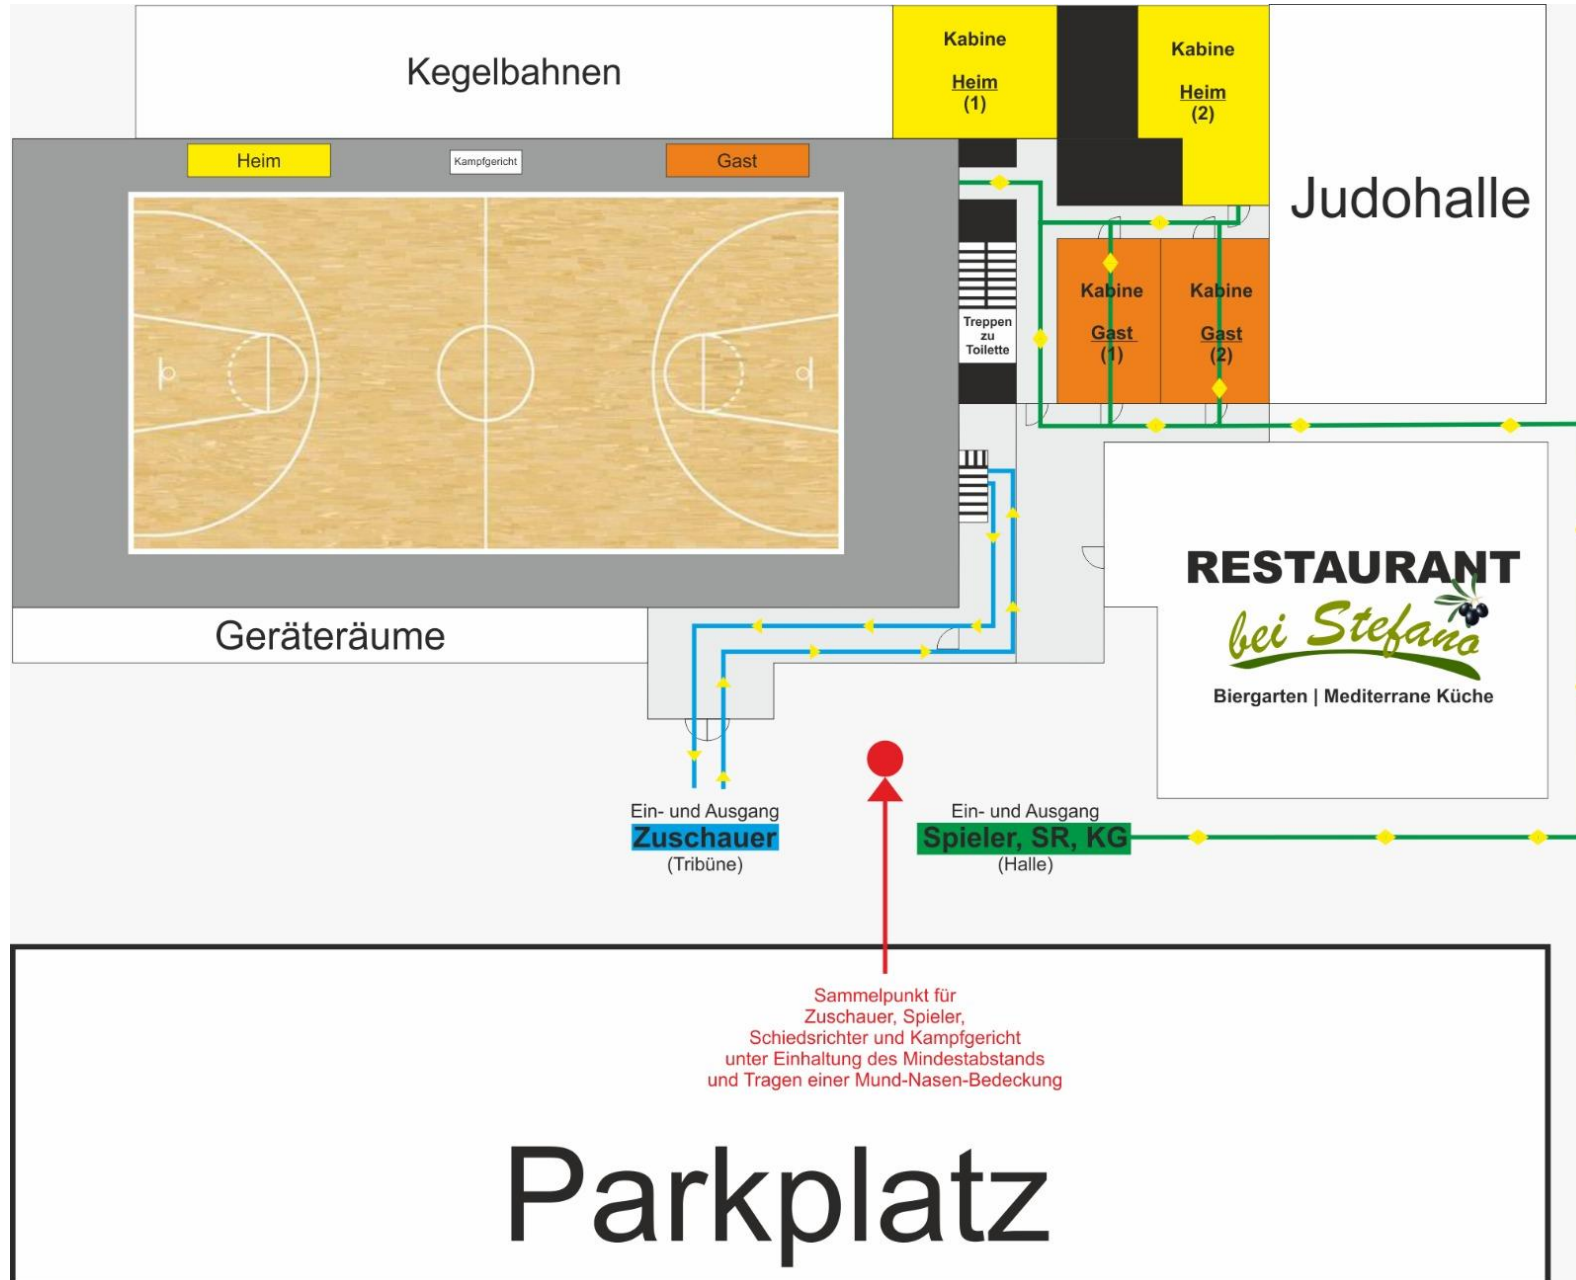 Kegelbahnen
Kabine
Heim
(1)
Kabine
Heim
(2)
Judohalle
Heim
Kampfgericht
Gast
Treppen
zu
Toilette
Kabine
Gast
(1)
Kabine
Gast
(2)
Geräteräume
RESTAURANT
bei Stefano
Biergarten | Mediterrane Küche
Ein- und Ausgang
Zuschauer
(Tribüne)
Ein- und Ausgang
Spieler, SR, KG
(Halle)
Sammelpunkt für
Zuschauer, Spieler,
Schiedsrichter und Kampfgericht
unter Einhaltung des Mindestabstands
und Tragen einer Mund-Nasen-Bedeckung
Parkplatz